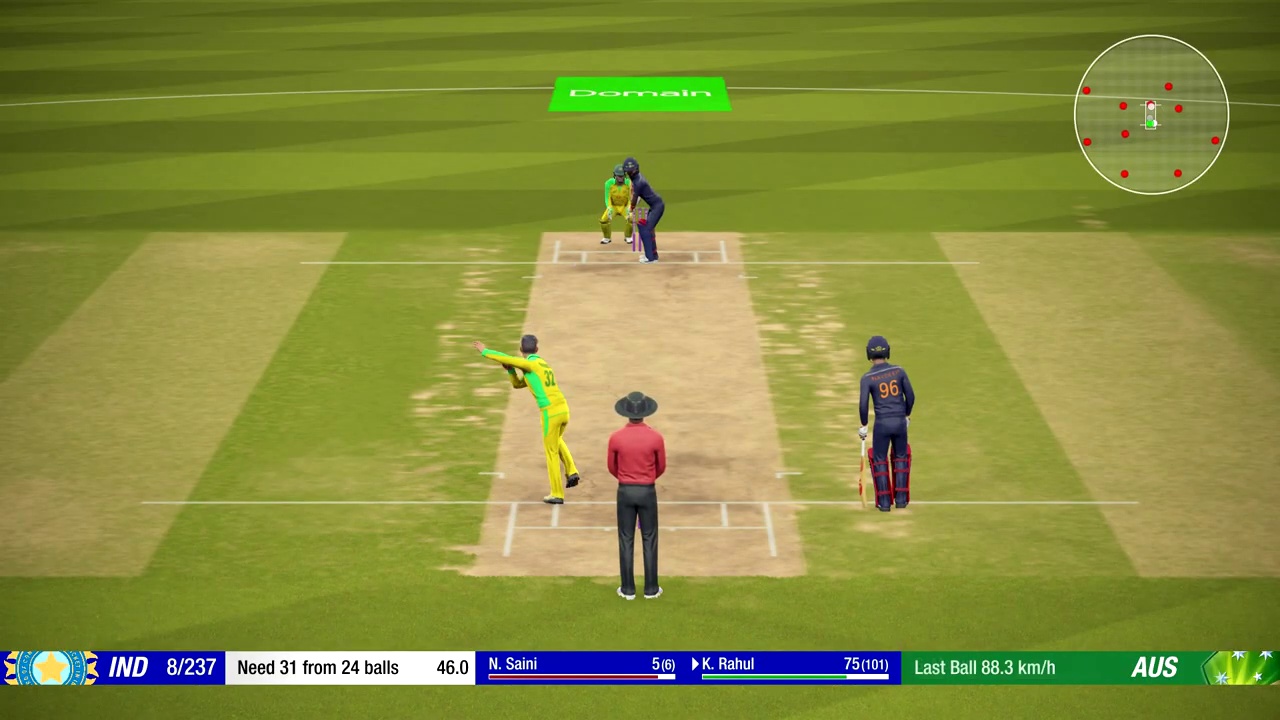 Domain
32
96
IND 8/237 Need 31 from 24 balls 46.0 N. Saini 5(6) K. Rahul 75(101) Last Ball 88.3 km/h AUS